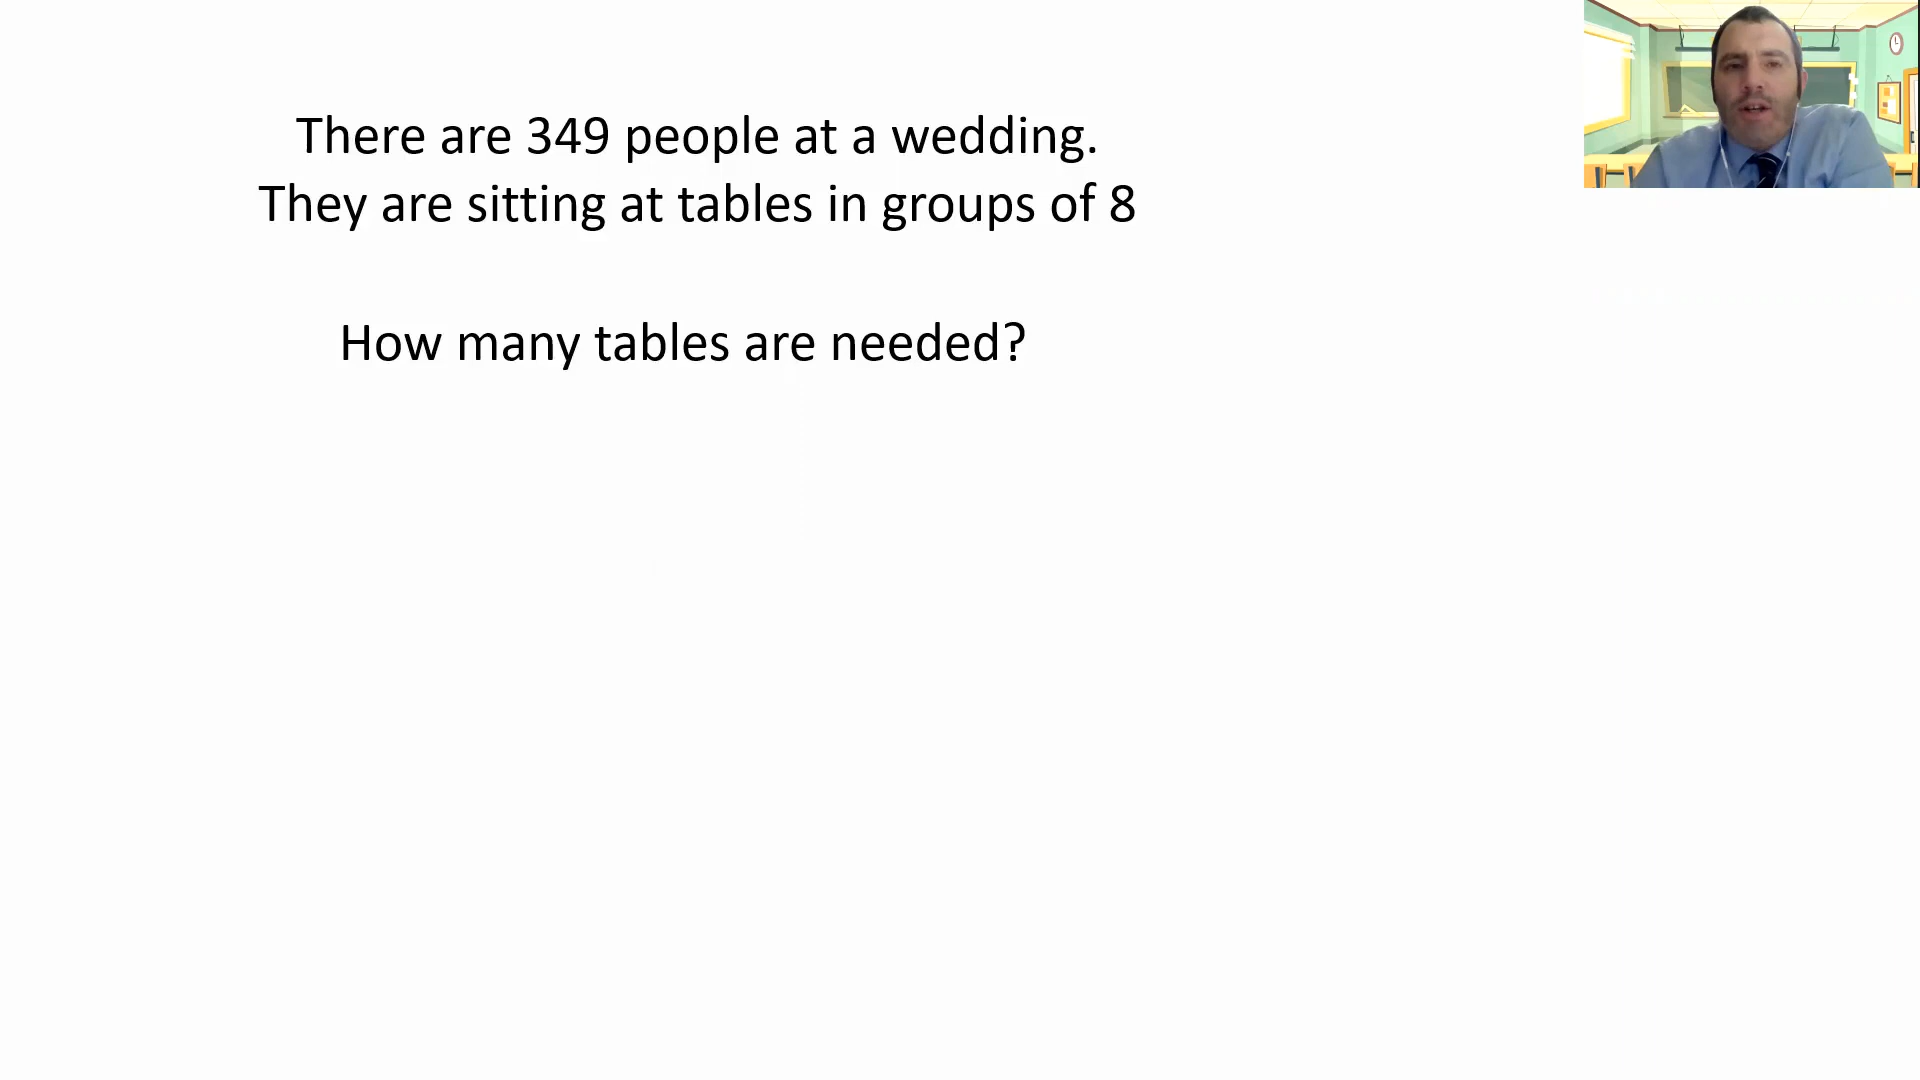 There are 349 people at a wedding.
They are sitting at tables in groups of 8
How many tables are needed?